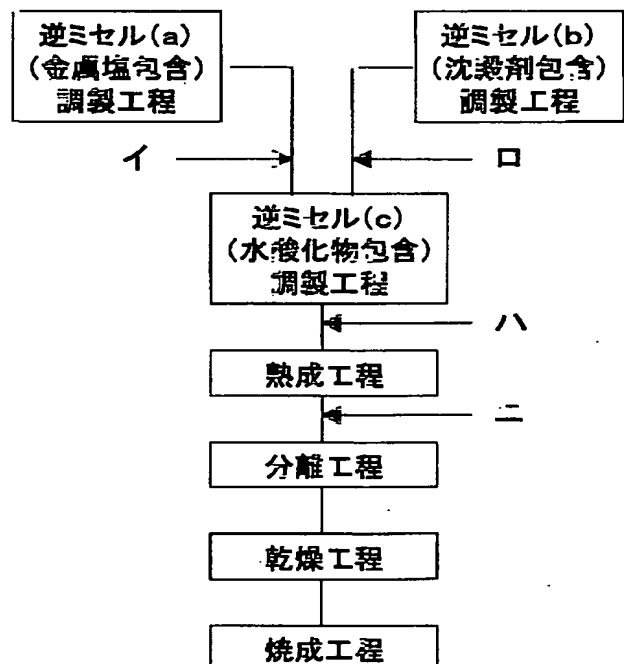 逆ミセル(a)
(金属塩包含)
調製工程
逆ミセル(b)
(沈殿剤包含)
調製工程
イ
ロ
逆ミセル(c)
(水酸化物包含)
調製工程
ハ
熟成工程
ニ
分離工程
乾燥工程
焼成工程